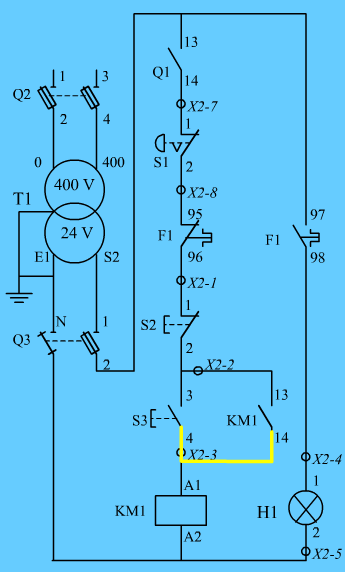 13
Q1
14
X2-7
1
S1
2
X2-8
95
F1
96
X2-1
1
S2
2
X2-2
3
S3
4
X2-3
13
KM1
14
A1
KM1
A2
97
F1
98
X2-4
1
H1
2
X2-5
1 3
Q2
2 4
0 400
T1
400 V
24 V
E1 S2
N 1
Q3
2